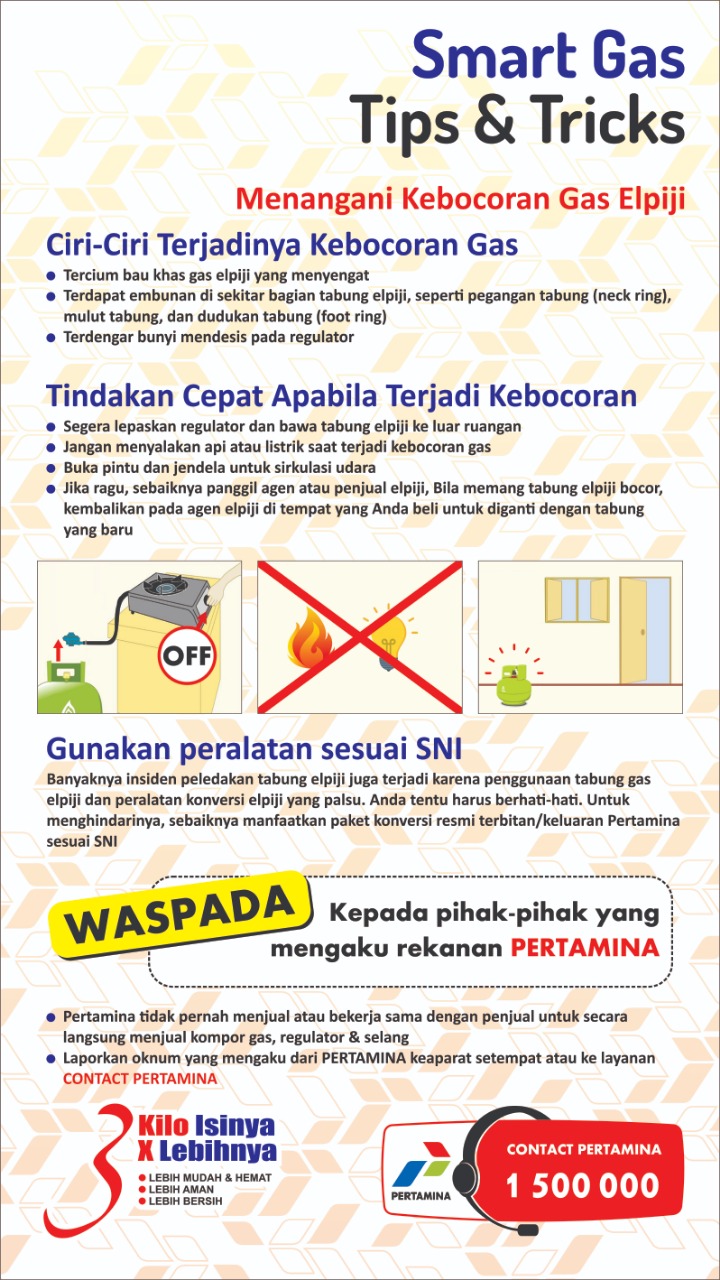 Smart Gas
Tips & Tricks
Menangani Kebocoran Gas Elpiji
Ciri-Ciri Terjadinya Kebocoran Gas
● Tercium bau khas gas elpiji yang menyengat
● Terdapat embunan di sekitar bagian tabung elpiji, seperti pegangan tabung (neck ring),
mulut tabung, dan dudukan tabung (foot ring)
● Terdengar bunyi mendesis pada regulator
Tindakan Cepat Apabila Terjadi Kebocoran
● Segera lepaskan regulator dan bawa tabung elpiji ke luar ruangan
● Jangan menyalakan api atau listrik saat terjadi kebocoran gas
● Buka pintu dan jendela untuk sirkulasi udara
● Jika ragu, sebaiknya panggil agen atau penjual elpiji, Bila memang tabung elpiji bocor,
kembalikan pada agen elpiji di tempat yang Anda beli untuk diganti dengan tabung
yang baru
OFF
Gunakan peralatan sesuai SNI
Banyaknya insiden peledakan tabung elpiji juga terjadi karena penggunaan tabung gas
elpiji dan peralatan konversi elpiji yang palsu. Anda tentu harus berhati-hati. Untuk
menghindarinya, sebaiknya manfaatkan paket konversi resmi terbitan/keluaran Pertamina
sesuai SNI
WASPADA
Kepada pihak-pihak yang
mengaku rekanan PERTAMINA
● Pertamina tidak pernah menjual atau bekerja sama dengan penjual untuk secara
langsung menjual kompor gas, regulator & selang
● Laporkan oknum yang mengaku dari PERTAMINA keaparat setempat atau ke layanan
CONTACT PERTAMINA
3 Kilo Isinya
X Lebihnya
● LEBIH MUDAH & HEMAT
● LEBIH AMAN
● LEBIH BERSIH
PERTAMINA
CONTACT PERTAMINA
1 500 000